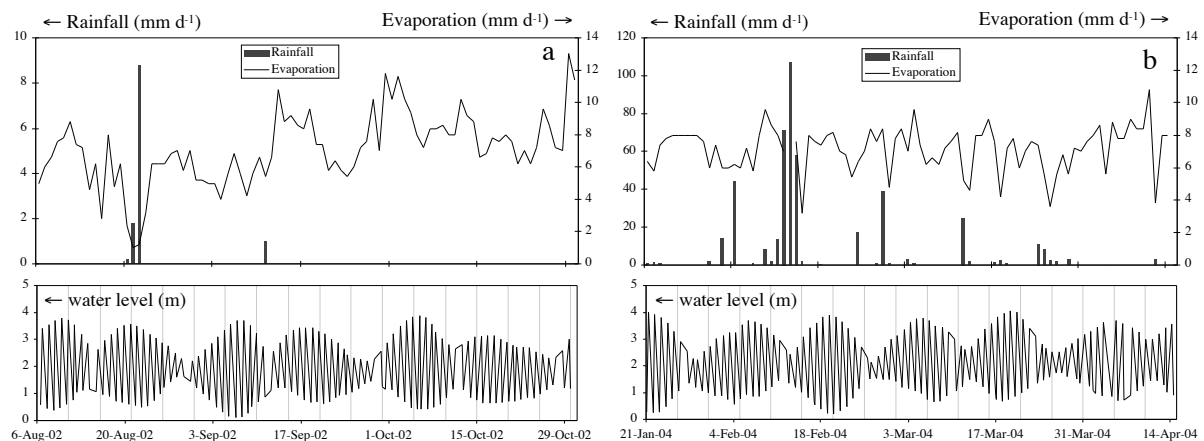 ← Rainfall (mm d-1) Evaporation (mm d-1) →
10 14
8 12
6 10
4 8
2 6
0 4
2
0
Rainfall
Evaporation
a
← water level (m)
5
4
3
2
1
0
6-Aug-02 20-Aug-02 3-Sep-02 17-Sep-02 1-Oct-02 15-Oct-02 29-Oct-02
← Rainfall (mm d-1) Evaporation (mm d-1) →
120 14
100 12
80 10
60 8
40 6
20 4
0 2
0
Rainfall
Evaporation
b
← water level (m)
5
4
3
2
1
0
21-Jan-04 4-Feb-04 18-Feb-04 3-Mar-04 17-Mar-04 31-Mar-04 14-Apr-04